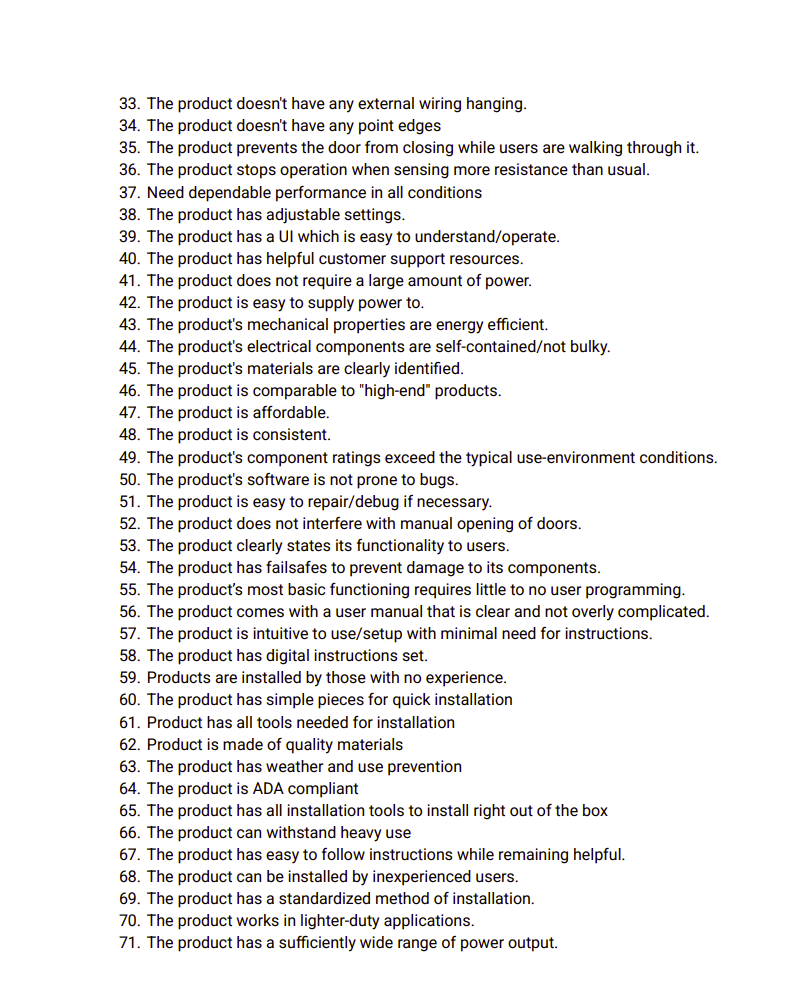 33. The product doesn't have any external wiring hanging.
34. The product doesn't have any point edges
35. The product prevents the door from closing while users are walking through it.
36. The product stops operation when sensing more resistance than usual.
37. Need dependable performance in all conditions
38. The product has adjustable settings.
39. The product has a UI which is easy to understand/operate.
40. The product has helpful customer support resources.
41. The product does not require a large amount of power.
42. The product is easy to supply power to.
43. The product's mechanical properties are energy efficient.
44. The product's electrical components are self-contained/not bulky.
45. The product's materials are clearly identified.
46. The product is comparable to "high-end" products.
47. The product is affordable.
48. The product is consistent.
49. The product's component ratings exceed the typical use-environment conditions.
50. The product's software is not prone to bugs.
51. The product is easy to repair/debug if necessary.
52. The product does not interfere with manual opening of doors.
53. The product clearly states its functionality to users.
54. The product has failsafes to prevent damage to its components.
55. The product’s most basic functioning requires little to no user programming.
56. The product comes with a user manual that is clear and not overly complicated.
57. The product is intuitive to use/setup with minimal need for instructions.
58. The product has digital instructions set.
59. Products are installed by those with no experience.
60. The product has simple pieces for quick installation
61. Product has all tools needed for installation
62. Product is made of quality materials
63. The product has weather and use prevention
64. The product is ADA compliant
65. The product has all installation tools to install right out of the box
66. The product can withstand heavy use
67. The product has easy to follow instructions while remaining helpful.
68. The product can be installed by inexperienced users.
69. The product has a standardized method of installation.
70. The product works in lighter-duty applications.
71. The product has a sufficiently wide range of power output.